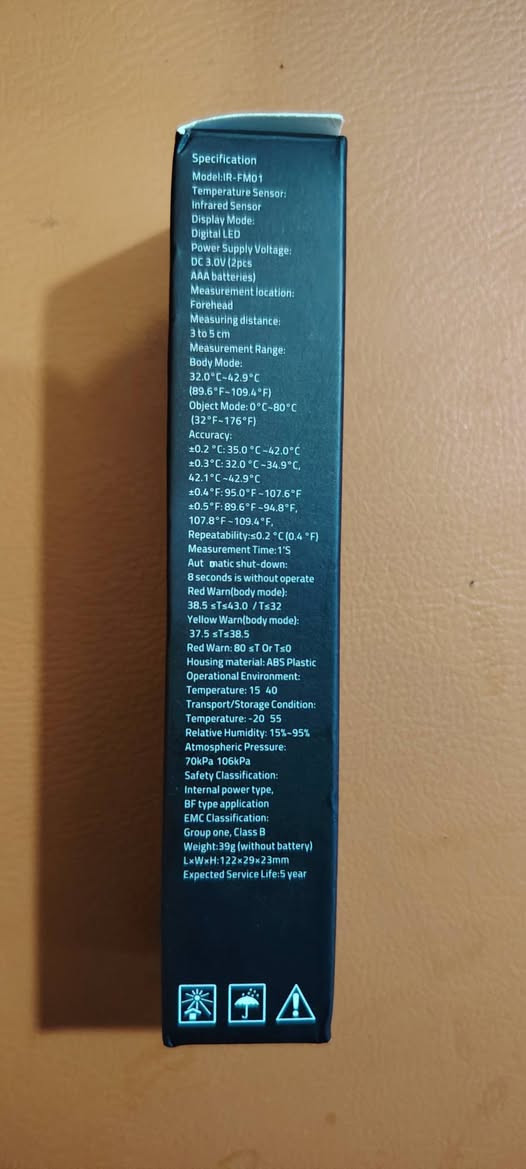 Specification
Model:IR-FM01
Temperature Sensor:
Infrared Sensor
Display Mode:
Digital LED
Power Supply Voltage:
DC 3.0V (2pcs
AAA batteries)
Measurement location:
Forehead
Measuring distance:
3 to 5 cm
Measurement Range:
Body Mode:
32.0°C~42.9°C
(89.6°F~109.4°F)
Object Mode: 0°C~80°C
(32°F~176°F)
Accuracy:
±0.2 °C: 35.0 °C ~42.0°C
±0.3°C: 32.0 °C ~34.9°C,
42.1°C ~42.9°C
±0.4°F: 95.0°F ~107.6°F
±0.5°F: 89.6°F ~94.8°F,
107.8°F ~109.4°F,
Repeatability:≤0.2 °C (0.4 °F)
Measurement Time:1'S
Aut omatic shut-down:
8 seconds is without operate
Red Warn(body mode):
38.5 ≤T≤43.0 / T≤32
Yellow Warn(body mode):
37.5 ≤T≤38.5
Red Warn: 80 ≤T Or T≤0
Housing material: ABS Plastic
Operational Environment:
Temperature: 15 40
Transport/Storage Condition:
Temperature: -20 55
Relative Humidity: 15%~95%
Atmospheric Pressure:
70kPa 106kPa
Safety Classification:
Internal power type,
BF type application
EMC Classification:
Group one, Class B
Weight:39g (without battery)
L×W×H:122×29×23mm
Expected Service Life:5 year